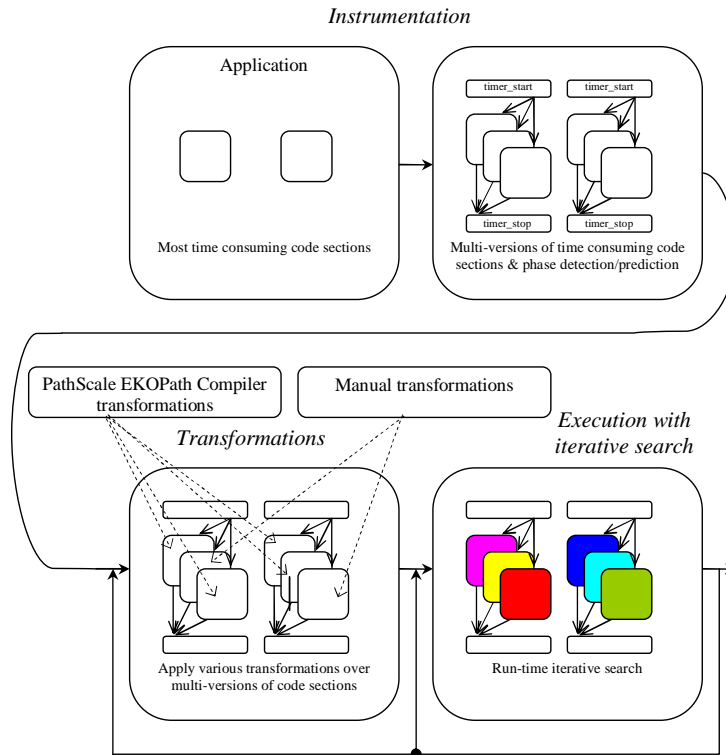 Instrumentation
Application
Most time consuming code sections
timer_start
timer_start
timer_stop
timer_stop
Multi-versions of time consuming code
sections & phase detection/prediction
PathScale EKOPath Compiler
transformations
Manual transformations
Transformations
Execution with
iterative search
Apply various transformations over
multi-versions of code sections
Run-time iterative search